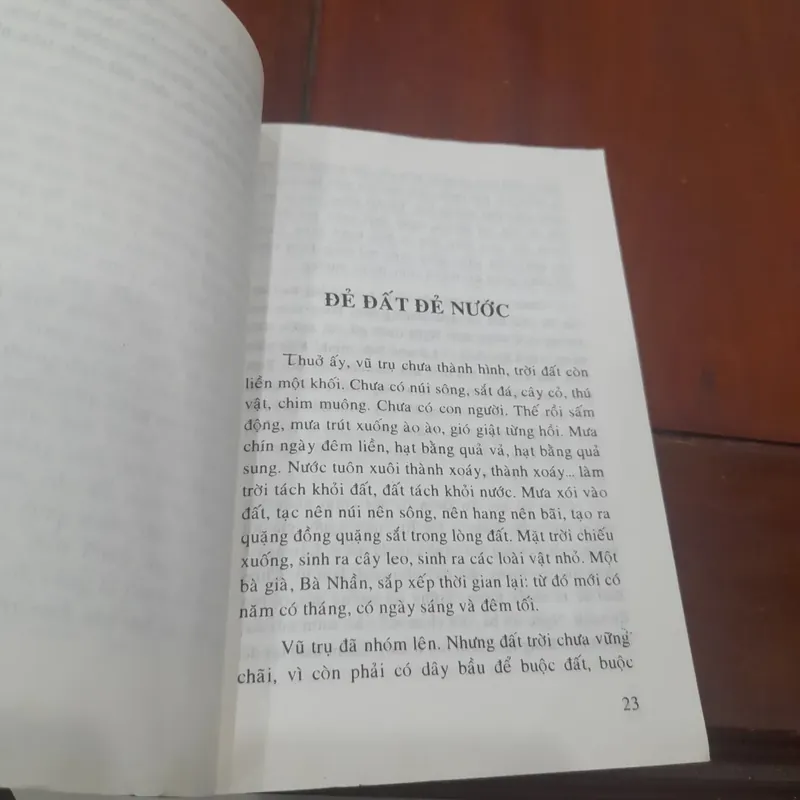 ĐẺ ĐẤT ĐẺ NƯỚC
Thuở ấy, vũ trụ chưa thành hình, trời đất còn
liền một khối. Chưa có núi sông, sắt đá, cây cỏ, thú
vật, chim muông. Chưa có con người. Thế rồi sấm
động, mưa trút xuống ào ào, gió giật từng hồi. Mưa
chín ngày đêm liền, hạt bằng quả vả, hạt bằng quả
sung. Nước tuôn xuôi thành xoáy, thành xoáy... làm
trời tách khỏi đất, đất tách khỏi nước. Mưa xói vào
đất, tạc nên núi nên sông, nên hang nên bãi, tạo ra
quặng đồng quặng sắt trong lòng đất. Mặt trời chiếu
xuống, sinh ra cây leo, sinh ra các loài vật nhỏ. Một
bà già, Bà Nhần, sắp xếp thời gian lại: từ đó mới có
năm có tháng, có ngày sáng và đêm tối.
Vũ trụ đã nhóm lên. Nhưng đất trời chưa vững
chãi, vì còn phải có dây bầu để buộc đất, buộc
23